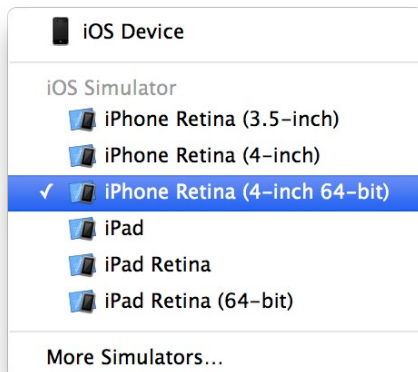 iOS Device
iOS Simulator
iPhone Retina (3.5-inch)
iPhone Retina (4-inch)
iPhone Retina (4-inch 64-bit)
iPad
iPad Retina
iPad Retina (64-bit)
More Simulators...